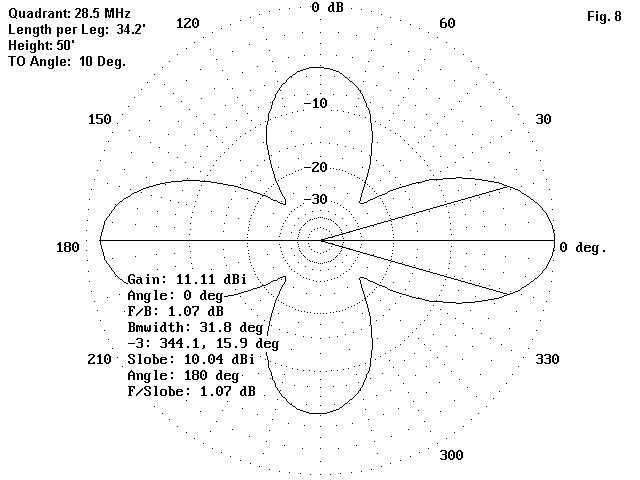 Quadrant: 28.5 MHz
Length per Leg: 34.2'
Height: 50'
TO Angle: 10 Deg.
Fig. 8
0 dB
120
60
-10
150
30
-20
-30
180
0 deg.
Gain: 11.11 dBi
Angle: 0 deg
F/B: 1.07 dB
Bmwidth: 31.8 deg
-3: 344.1, 15.9 deg
Slobe: 10.04 dBi
Angle: 180 deg
F/Slobe: 1.07 dB
210
330
300